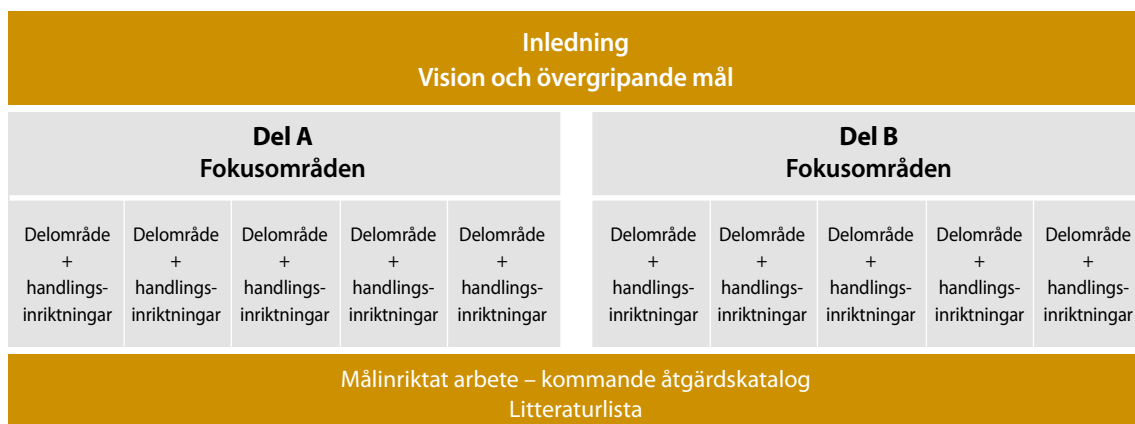 Inledning
Vision och övergripande mål
Del A
Fokusområden
Delområde
+
handlings-
inriktningar
Delområde
+
handlings-
inriktningar
Delområde
+
handlings-
inriktningar
Delområde
+
handlings-
inriktningar
Delområde
+
handlings-
inriktningar
Del B
Fokusområden
Delområde
+
handlings-
inriktningar
Delområde
+
handlings-
inriktningar
Delområde
+
handlings-
inriktningar
Delområde
+
handlings-
inriktningar
Delområde
+
handlings-
inriktningar
Målinriktat arbete – kommande åtgärdskatalog
Litteraturlista